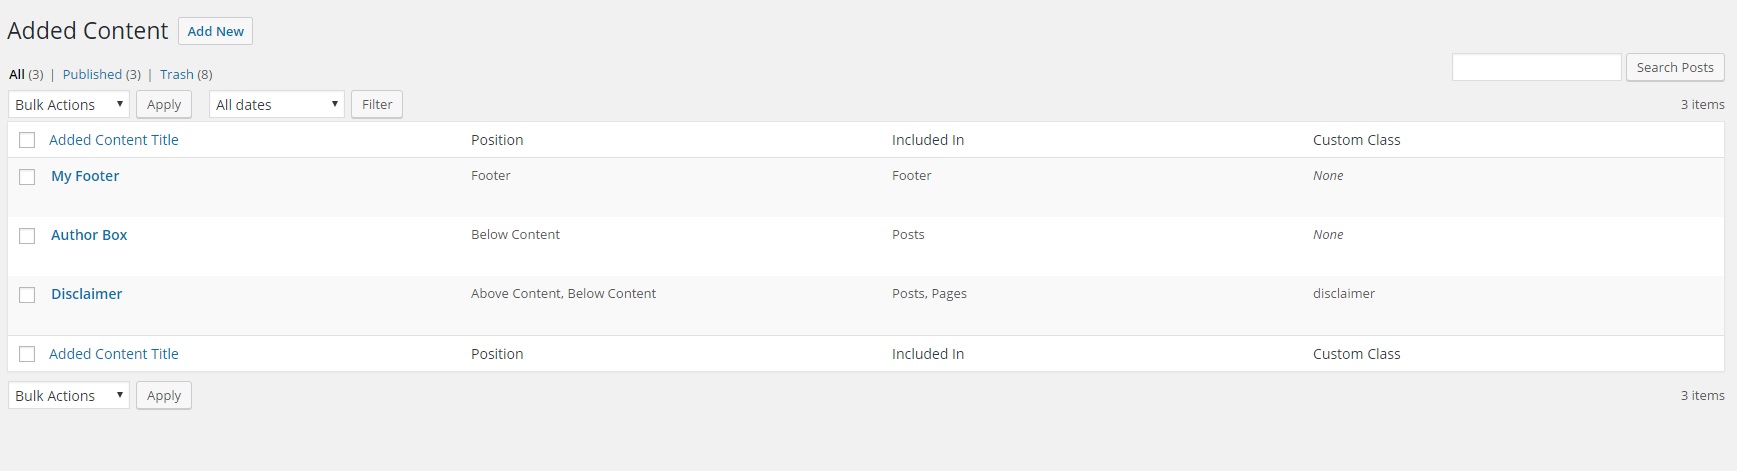 Added Content Add New
All (3) | Published (3) | Trash (8)
Search Posts
Bulk Actions Apply All dates Filter 3 items
Added Content Title Position Included In Custom Class
My Footer Footer Footer None
Author Box Below Content Posts None
Disclaimer Above Content, Below Content Posts, Pages disclaimer
Added Content Title Position Included In Custom Class
Bulk Actions Apply 3 items